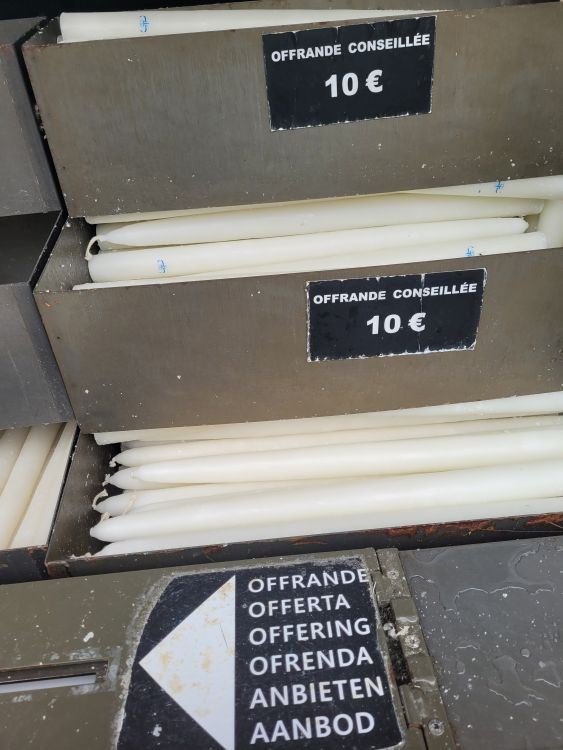 OFFRANDE CONSEILLÉE
10 €
OFFRANDE CONSEILLÉE
10 €
OFFRANDE
OFFERTA
OFFERING
OFRENDA
ANBIETEN
AANBOD